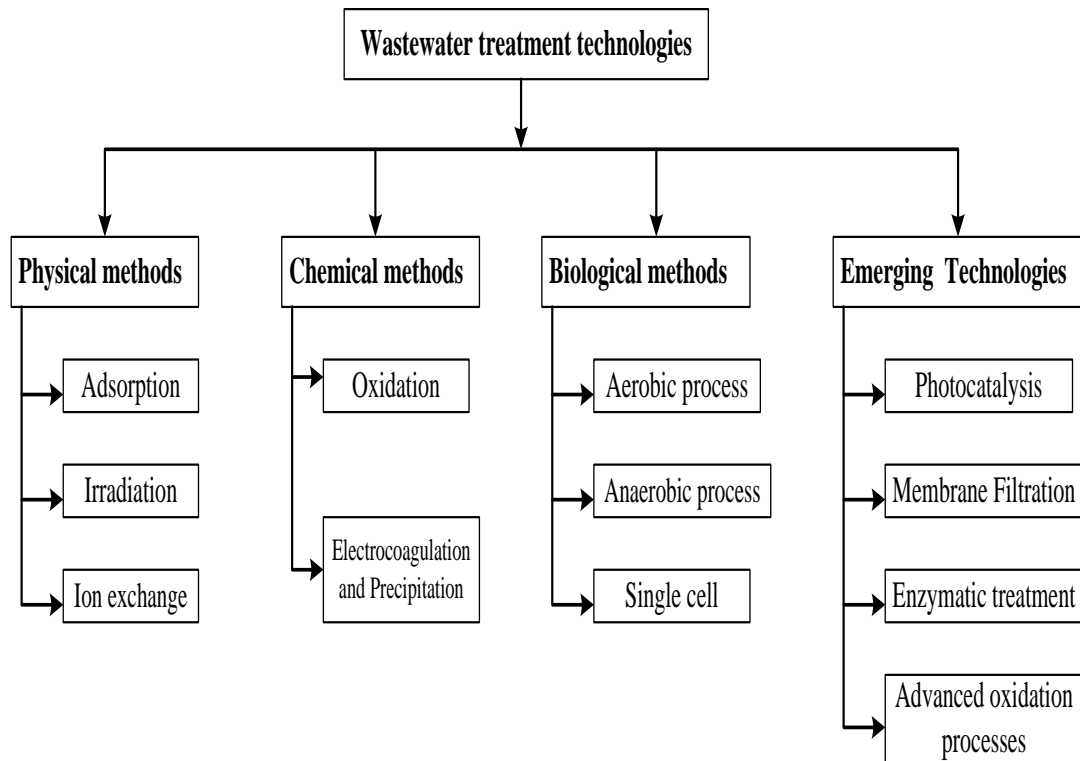 Wastewater treatment technologies
Physical methods
Adsorption
Irradiation
Ion exchange
Chemical methods
Oxidation
Electrocoagulation
and Precipitation
Biological methods
Aerobic process
Anaerobic process
Single cell
Emerging Technologies
Photocatalysis
Membrane Filtration
Enzymatic treatment
Advanced oxidation
processes